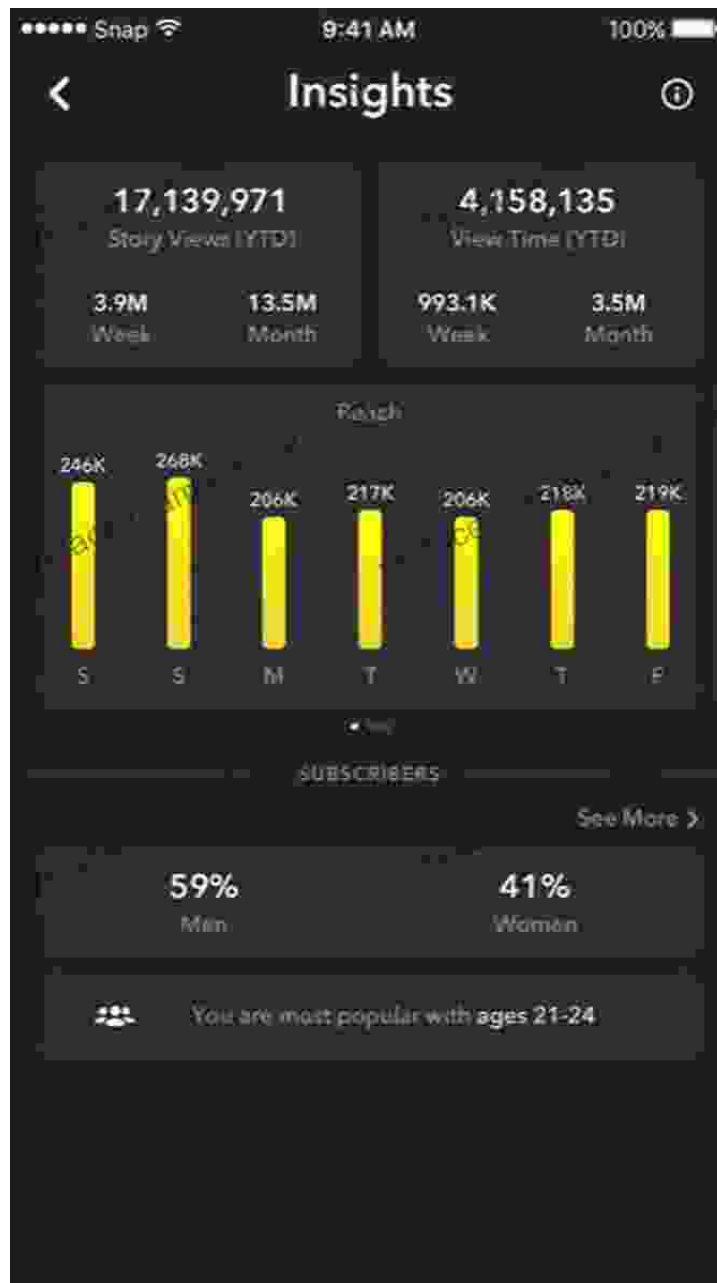 Snap 9:41 AM 100%
Insights
17,139,971 4,158,135
Story Views (YTD) View Time (YTD)
3.9M 13.5M 993.1K 3.5M
Week Month Week Month
Reach
246K 268K 206K 217K 206K 218K 219K
S S M T W T F
SUBSCRIBERS
See More >
59% 41%
Men Women
You are most popular with ages 21-24